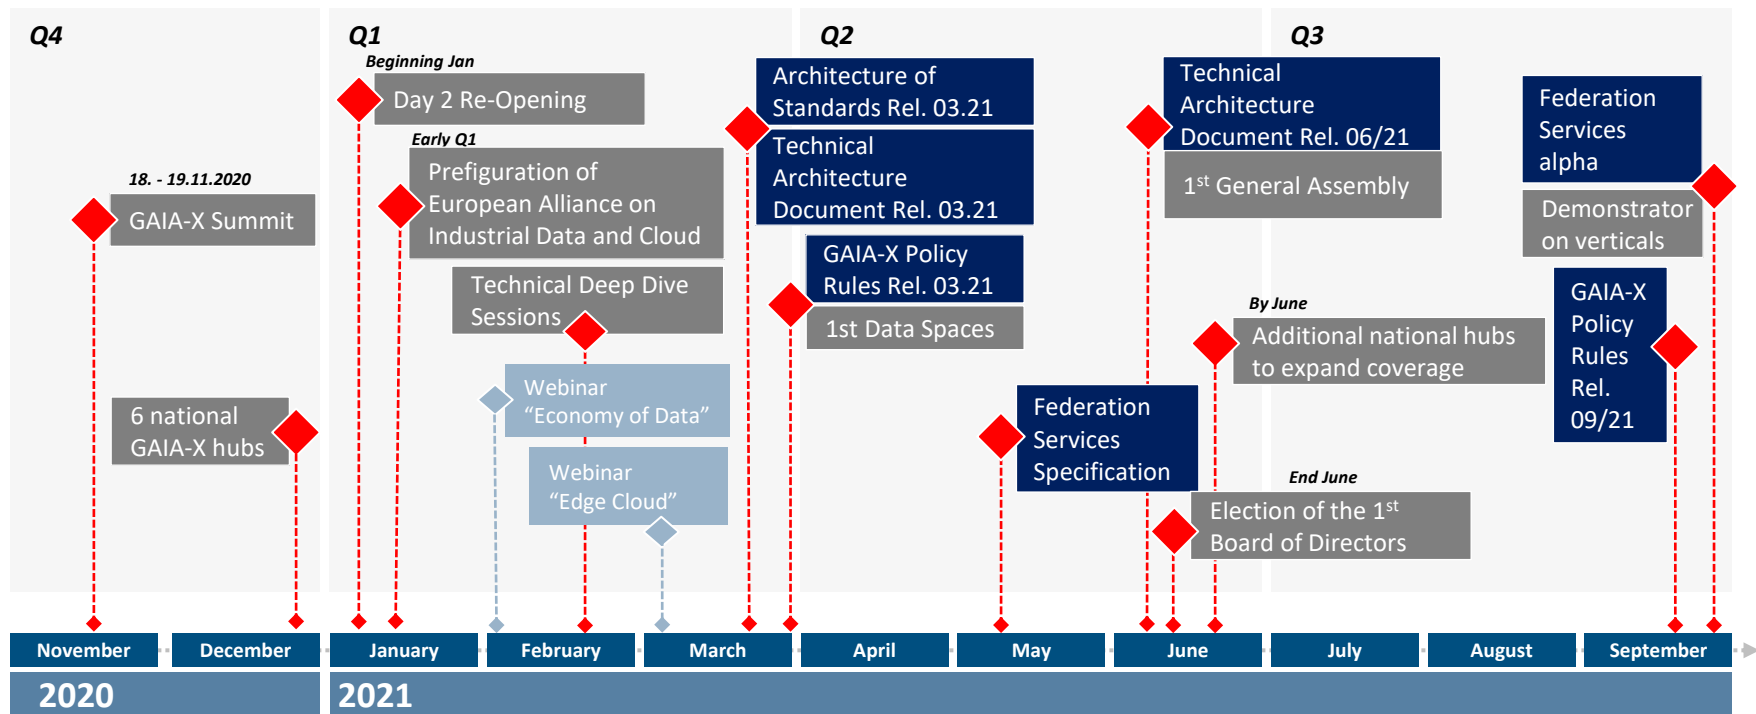 Q4
18. - 19.11.2020
GAIA-X Summit
6 national
GAIA-X hubs
Q1
Beginning Jan
Day 2 Re-Opening
Early Q1
Prefiguration of
European Alliance on
Industrial Data and Cloud
Technical Deep Dive
Sessions
Webinar
“Economy of Data”
Webinar
“Edge Cloud”
Q2
Architecture of
Standards Rel. 03.21
Technical
Architecture
Document Rel. 03.21
GAIA-X Policy
Rules Rel. 03.21
1st Data Spaces
Federation
Services
Specification
Technical
Architecture
Document Rel. 06/21
1st General Assembly
Q3
By June
Additional national hubs
to expand coverage
End June
Election of the 1st
Board of Directors
Federation
Services
alpha
Demonstrator
on verticals
GAIA-X
Policy
Rules
Rel.
09/21
November December January February March April May June July August September
2020 2021